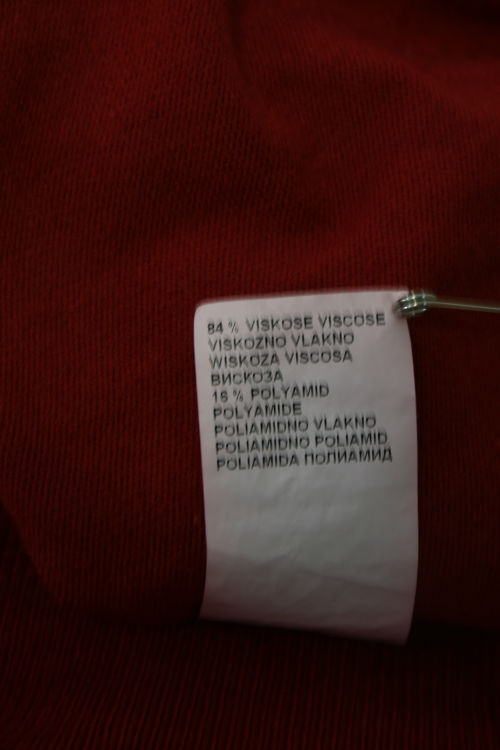 84 % VISKOSE VISCOSE
VISKOZNO VLAKNO
WISKOZA VISCOSA
ВИСКОЗА
16 % POLYAMID
POLYAMIDE
POLIAMIDNO VLAKNO
POLIAMIDNO POLIAMID
POLIAMIDA ПОЛИАМИД